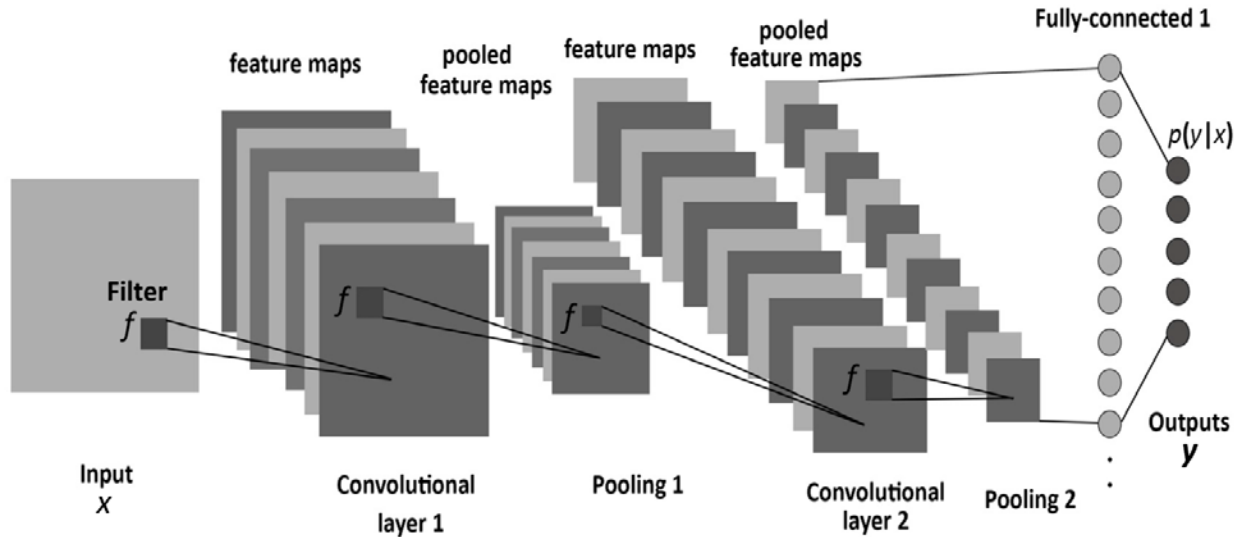 Fully-connected 1
feature maps
pooled
feature maps
feature maps
pooled
feature maps
p(y|x)
Filter
f
f
f
f
Input
x
Convolutional
layer 1
Pooling 1
Convolutional
layer 2
Pooling 2
Outputs
y